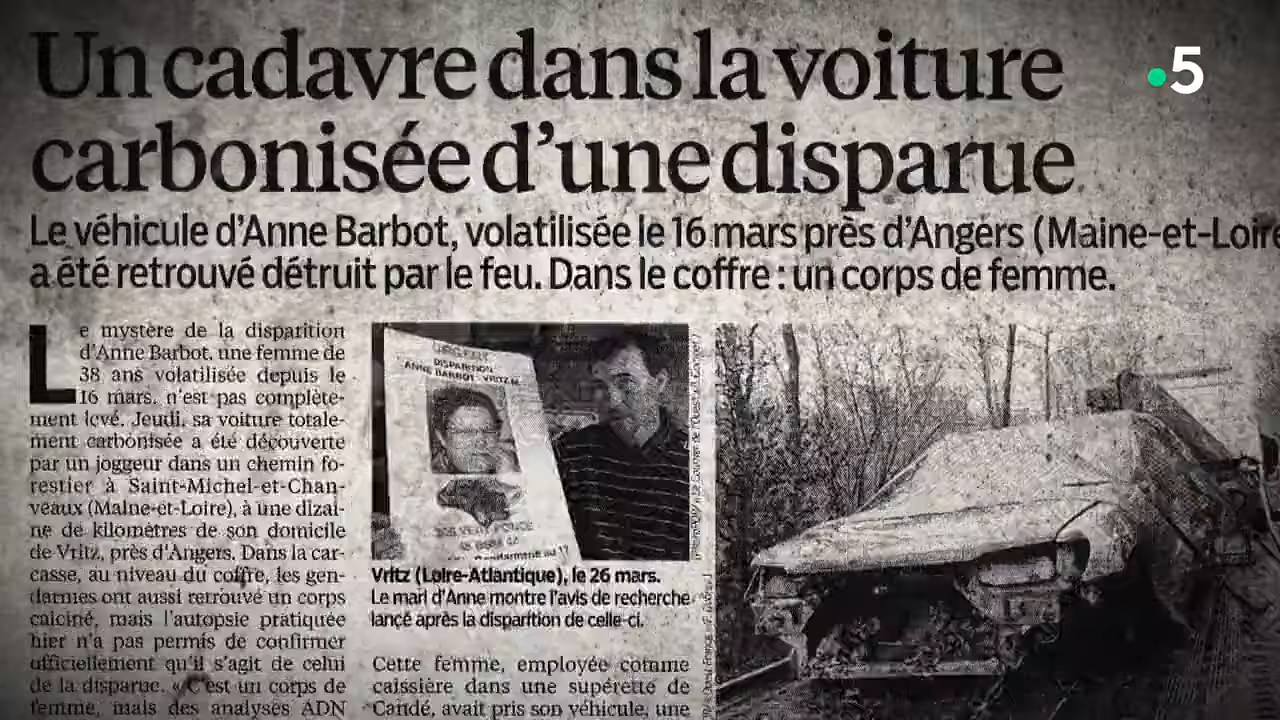 Un cadavre dans la voiture
5
carbonisée d'une disparue
Le véhicule d'Anne Barbot, volatilisée le 16 mars près d'Angers (Maine-et-Loire
a été retrouvé détruit par le feu. Dans le coffre : un corps de femme.
Le mystère de la disparition
d'Anne Barbot, une femme de
38 ans volatilisée depuis le
16 mars, n'est pas complète-
ment levé. Jeudi, sa voiture totale-
ment carbonisée a été découverte
par un joggeur dans un chemin fo-
restier à Saint-Michel-et-Chan-
veaux (Maine-et-Loire), à une dizai-
ne de kilomètres de son domicile
de Vritz, près d'Angers. Dans la car-
casse, au niveau du coffre, les gen-
darmes ont aussi retrouvé un corps
calciné, mais l'autopsie pratiquée
hier n'a pas permis de confirmer
officiellement qu'il s'agit de celui
de la disparue. « C'est un corps de
femme, mais des analyses ADN
URGENT
DISPARITION
ANNE BARBOT - VRITZ
Vritz (Loire-Atlantique), le 26 mars.
Le mari d'Anne montre l'avis de recherche
lancé après la disparition de celle-ci.
Cette femme, employée comme
caissière dans une supérette de
Candé, avait pris son véhicule, une